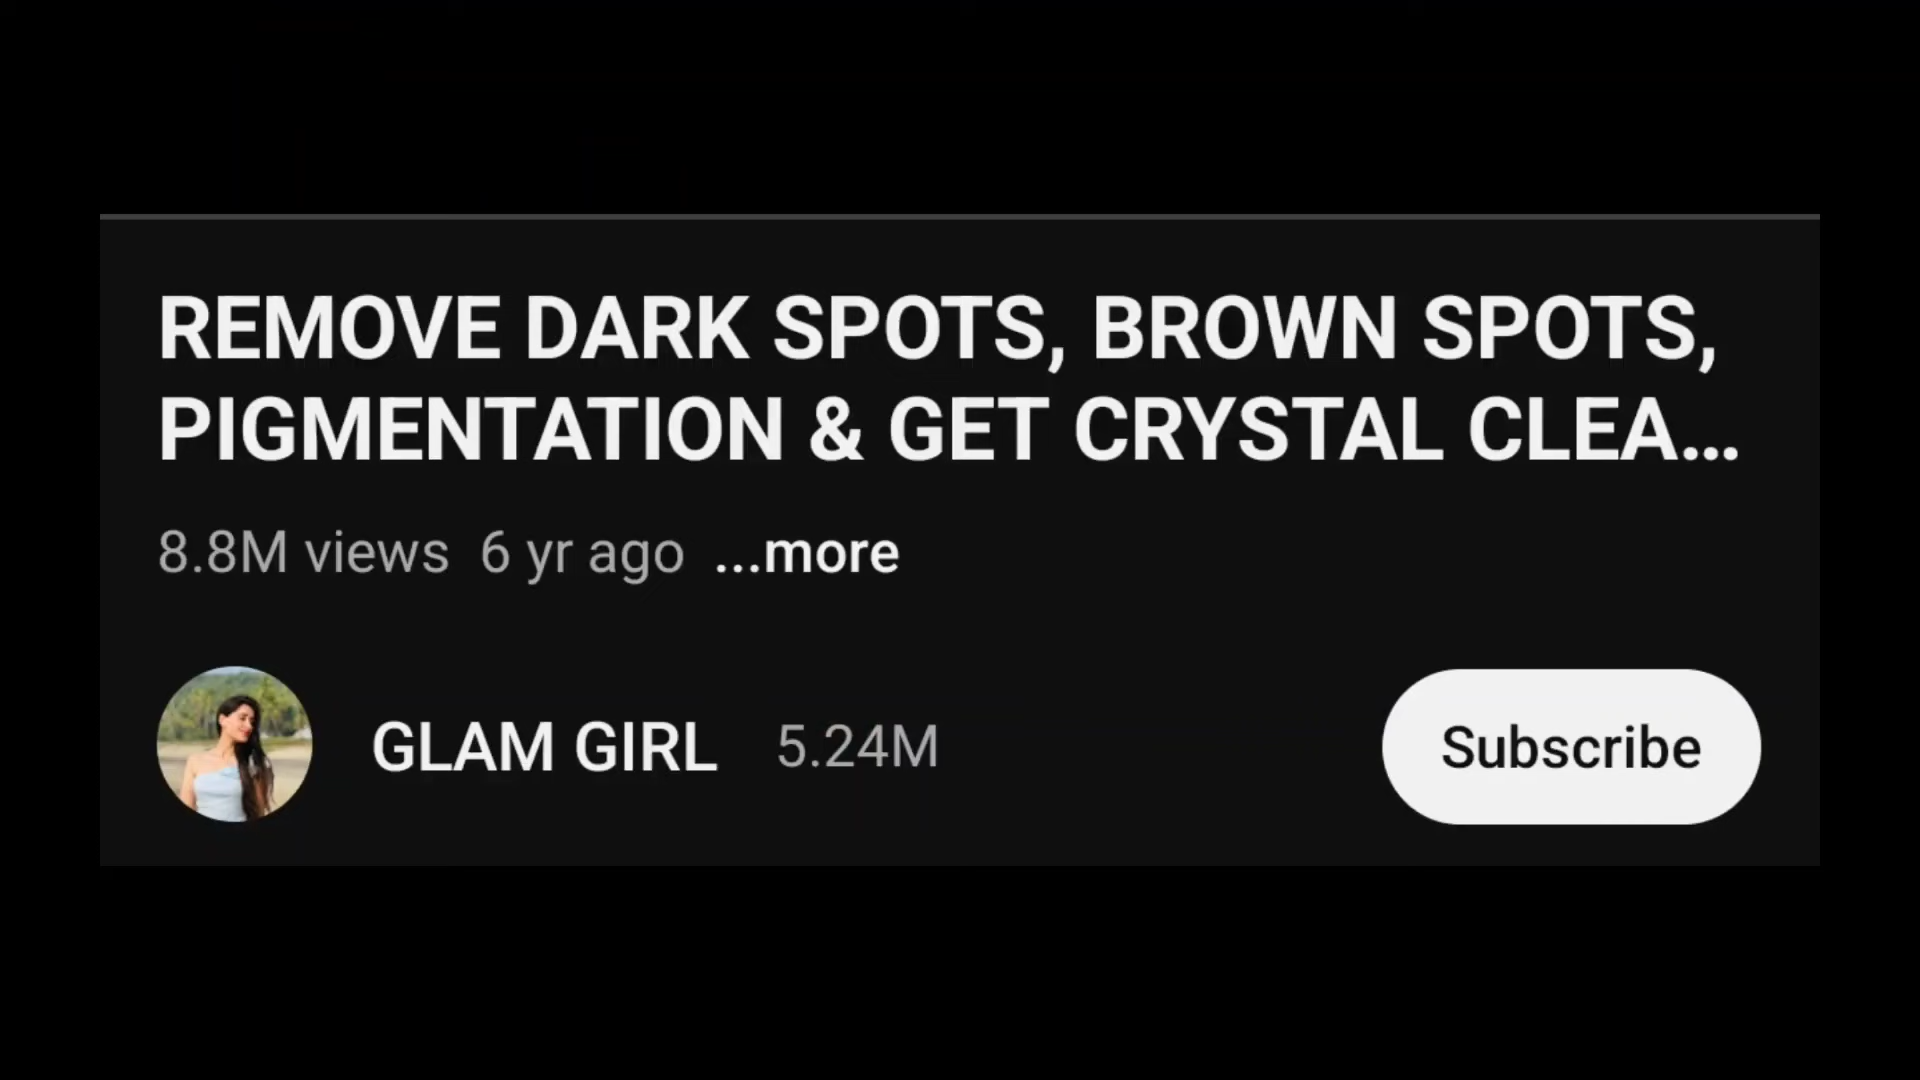 REMOVE DARK SPOTS, BROWN SPOTS,
PIGMENTATION & GET CRYSTAL CLEA...
8.8M views 6 yr ago ...more
GLAM GIRL 5.24M Subscribe